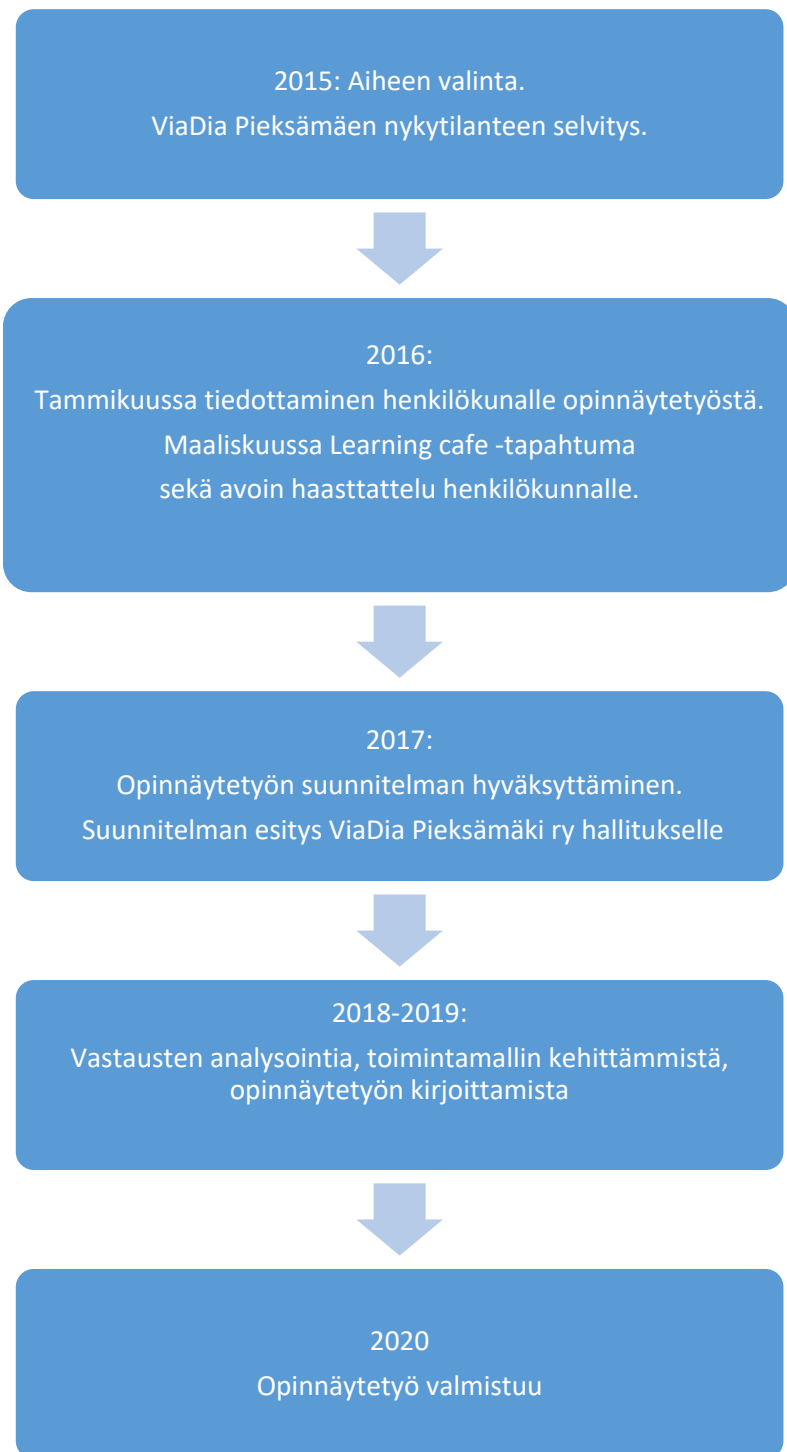 2015: Aiheen valinta.
ViaDia Pieksämäen nykytilanteen selvitys.
2016:
Tammikuussa tiedottaminen henkilökunalle opinnäytetyöstä.
Maaliskuussa Learning cafe -tapahtuma
sekä avoin haasttattelu henkilökunnalle.
2017:
Opinnäytetyön suunnitelman hyväksyttäminen.
Suunnitelman esitys ViaDia Pieksämäki ry hallitukselle
2018-2019:
Vastausten analysointia, toimintamallin kehittämmistä,
opinnäytetyön kirjoittamista
2020
Opinnäytetyö valmistuu